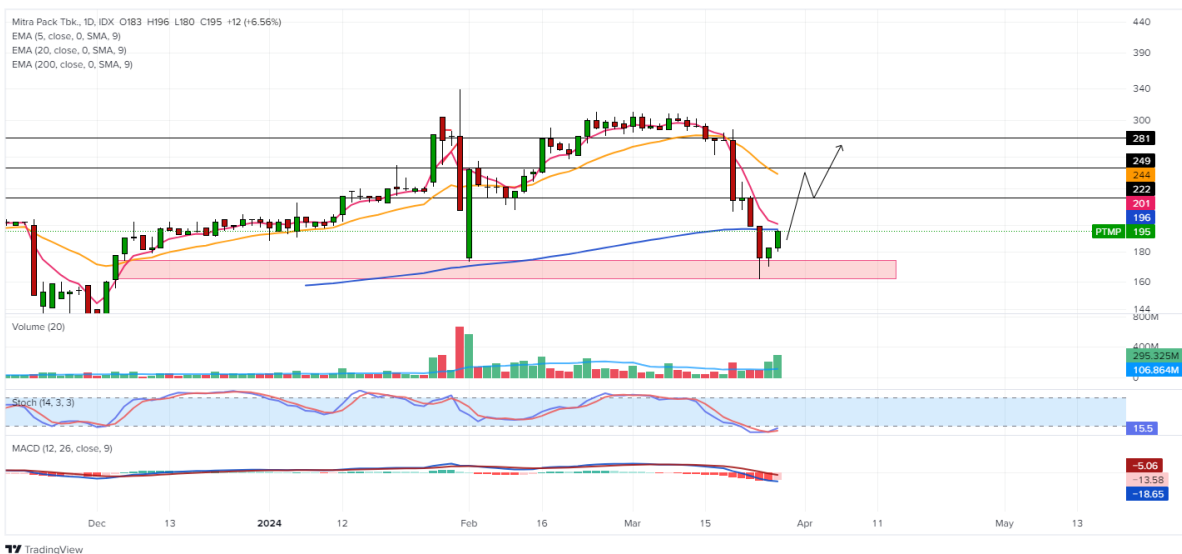 Mitra Pack Tbk., 1D, IDX O183 H196 L180 C195 +12 (+6.56%)
EMA (5, close, 0, SMA, 9)
EMA (20, close, 0, SMA, 9)
EMA (200, close, 0, SMA, 9)
440
390
340
300
281
249
244
222
201
196
PTMP 195
180
160
144
Volume (20)
800M
400M
295.325M
106.864M
0
Stoch (14, 3, 3)
15.5
MACD (12, 26, close, 9)
−5.06
−13.58
−18.65
Dec 13 2024 12 Feb 16 Mar 15 Apr 11 May 13
TradingView